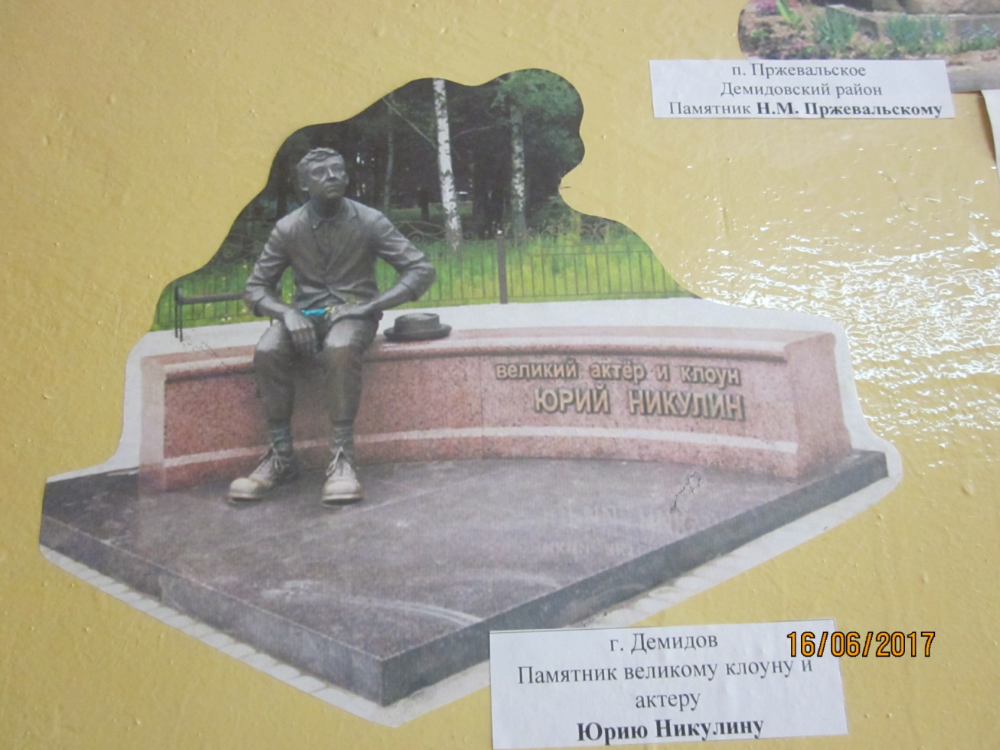 п. Пржевальское
Демидовский район
Памятник Н.М. Пржевальскому
великий актёр и клоун
ЮРИЙ НИКУЛИН
г. Демидов
Памятник великому клоуну и
актеру
Юрию Никулину
16/06/2017